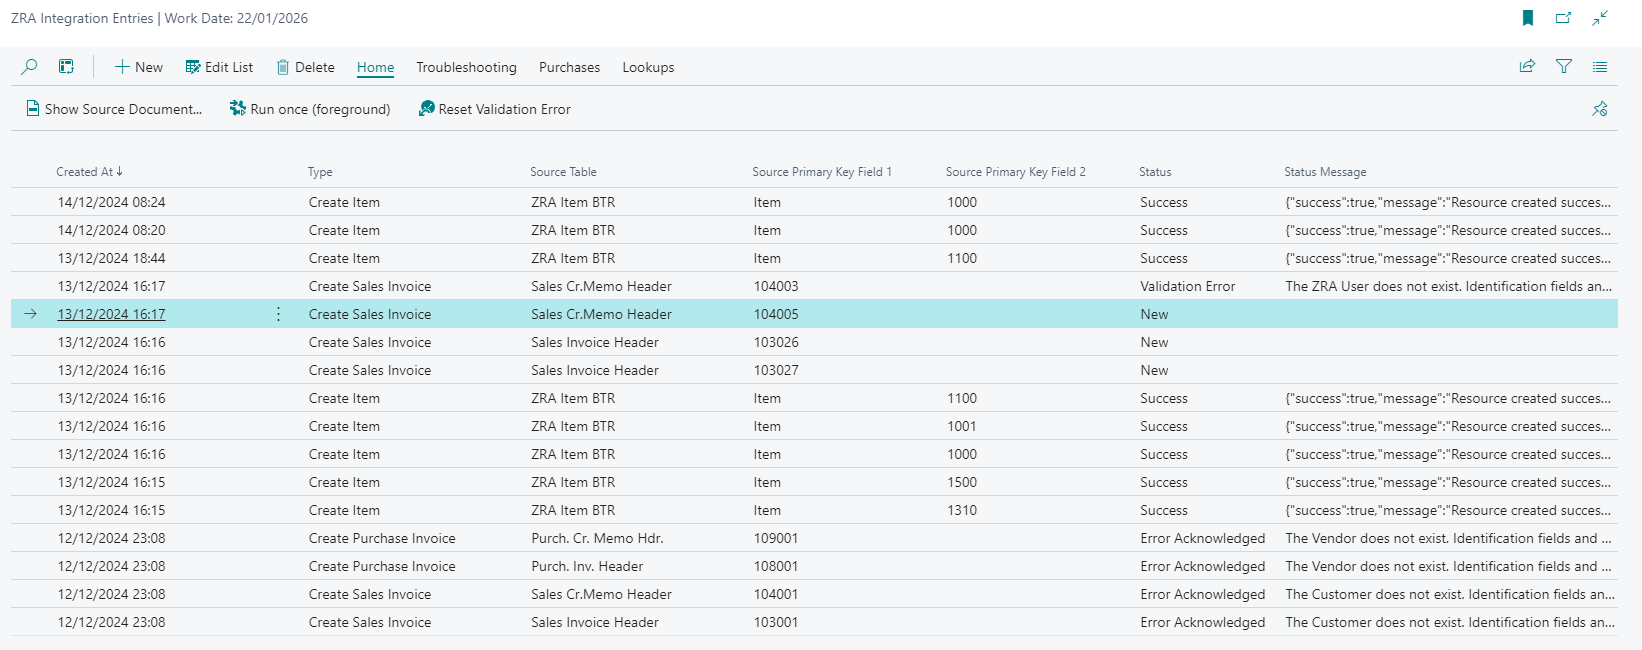 ZRA Integration Entries | Work Date: 22/01/2026
New Edit List Delete Home Troubleshooting Purchases Lookups
Show Source Document... Run once (foreground) Reset Validation Error
Created At↓ Type Source Table Source Primary Key Field 1 Source Primary Key Field 2 Status Status Message
14/12/2024 08:24 Create Item ZRA Item BTR Item 1000 Success {"success":true,"message":"Resource created succes...
14/12/2024 08:20 Create Item ZRA Item BTR Item 1000 Success {"success":true,"message":"Resource created succes...
13/12/2024 18:44 Create Item ZRA Item BTR Item 1100 Success {"success":true,"message":"Resource created succes...
13/12/2024 16:17 Create Sales Invoice Sales Cr.Memo Header 104003 Validation Error The ZRA User does not exist. Identification fields an...
13/12/2024 16:17 Create Sales Invoice Sales Cr.Memo Header 104005 New
13/12/2024 16:16 Create Sales Invoice Sales Invoice Header 103026 New
13/12/2024 16:16 Create Sales Invoice Sales Invoice Header 103027 New
13/12/2024 16:16 Create Item ZRA Item BTR Item 1100 Success {"success":true,"message":"Resource created succes...
13/12/2024 16:16 Create Item ZRA Item BTR Item 1001 Success {"success":true,"message":"Resource created succes...
13/12/2024 16:16 Create Item ZRA Item BTR Item 1000 Success {"success":true,"message":"Resource created succes...
13/12/2024 16:15 Create Item ZRA Item BTR Item 1500 Success {"success":true,"message":"Resource created succes...
13/12/2024 16:15 Create Item ZRA Item BTR Item 1310 Success {"success":true,"message":"Resource created succes...
12/12/2024 23:08 Create Purchase Invoice Purch. Cr. Memo Hdr. 109001 Error Acknowledged The Vendor does not exist. Identification fields and ...
12/12/2024 23:08 Create Purchase Invoice Purch. Inv. Header 108001 Error Acknowledged The Vendor does not exist. Identification fields and ...
12/12/2024 23:08 Create Sales Invoice Sales Cr.Memo Header 104001 Error Acknowledged The Customer does not exist. Identification fields an...
12/12/2024 23:08 Create Sales Invoice Sales Invoice Header 103001 Error Acknowledged The Customer does not exist. Identification fields an...